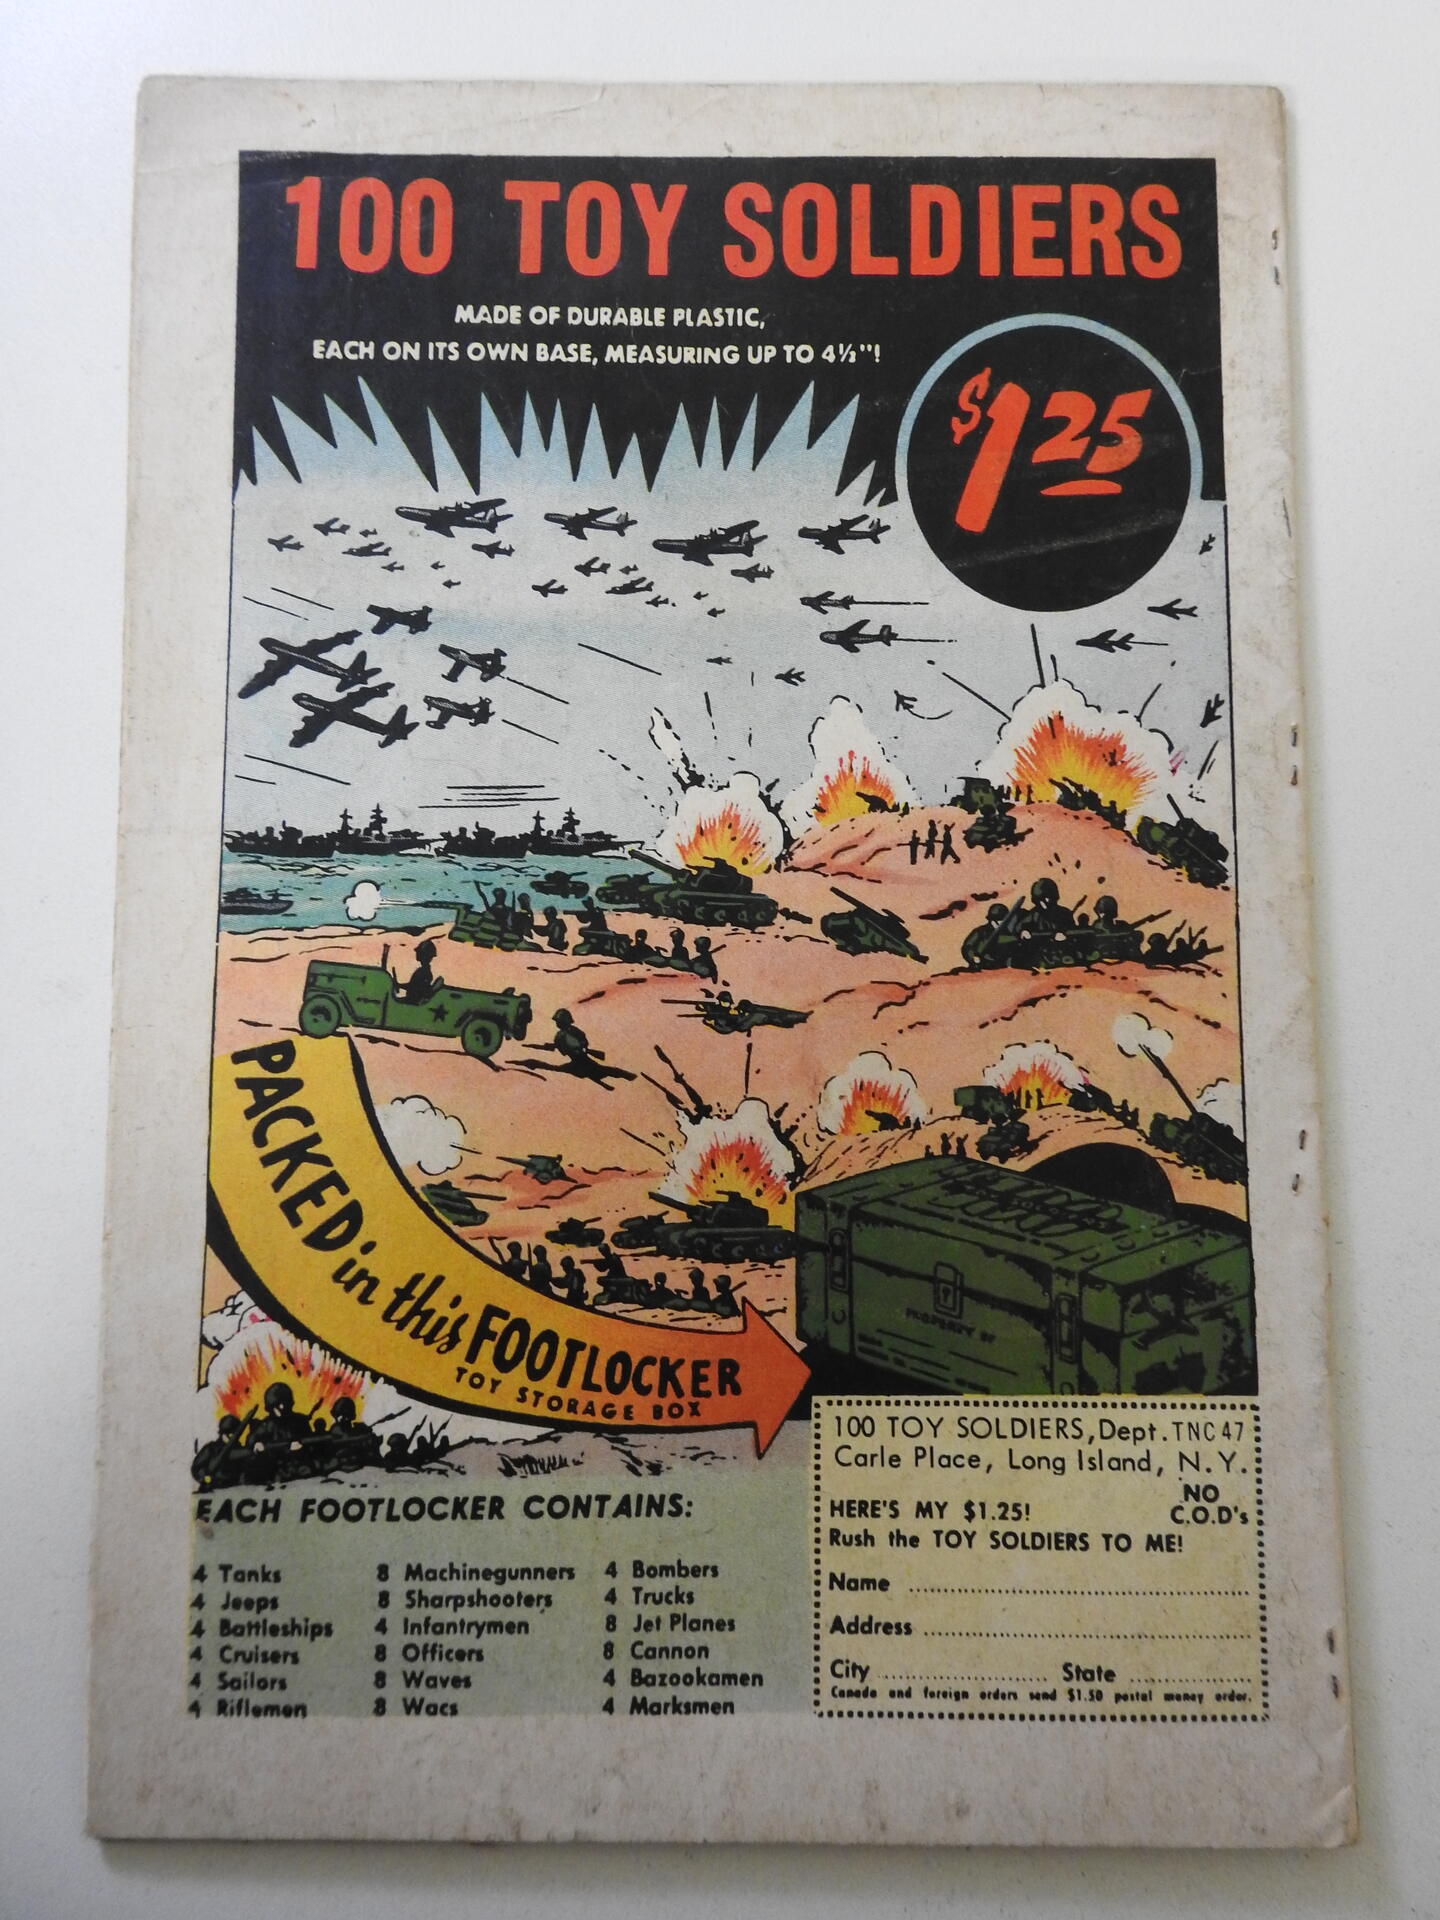 100 TOY SOLDIERS
MADE OF DURABLE PLASTIC,
EACH ON ITS OWN BASE, MEASURING UP TO 4½"!
$1.25
PACKED in this FOOTLOCKER
TOY STORAGE BOX
PROPERTY OF
EACH FOOTLOCKER CONTAINS:
4 Tanks
4 Jeeps
4 Battleships
4 Cruisers
4 Sailors
4 Riflemen
8 Machinegunners
8 Sharpshooters
4 Infantrymen
8 Officers
8 Waves
8 Wacs
4 Bombers
4 Trucks
8 Jet Planes
8 Cannon
4 Bazookamen
4 Marksmen
100 TOY SOLDIERS, Dept. TNC47
Carle Place, Long Island, N.Y.
HERE'S MY $1.25! NO C.O.D's
Rush the TOY SOLDIERS TO ME!
Name
Address
City State
Canada and foreign orders send $1.50 postal money order.